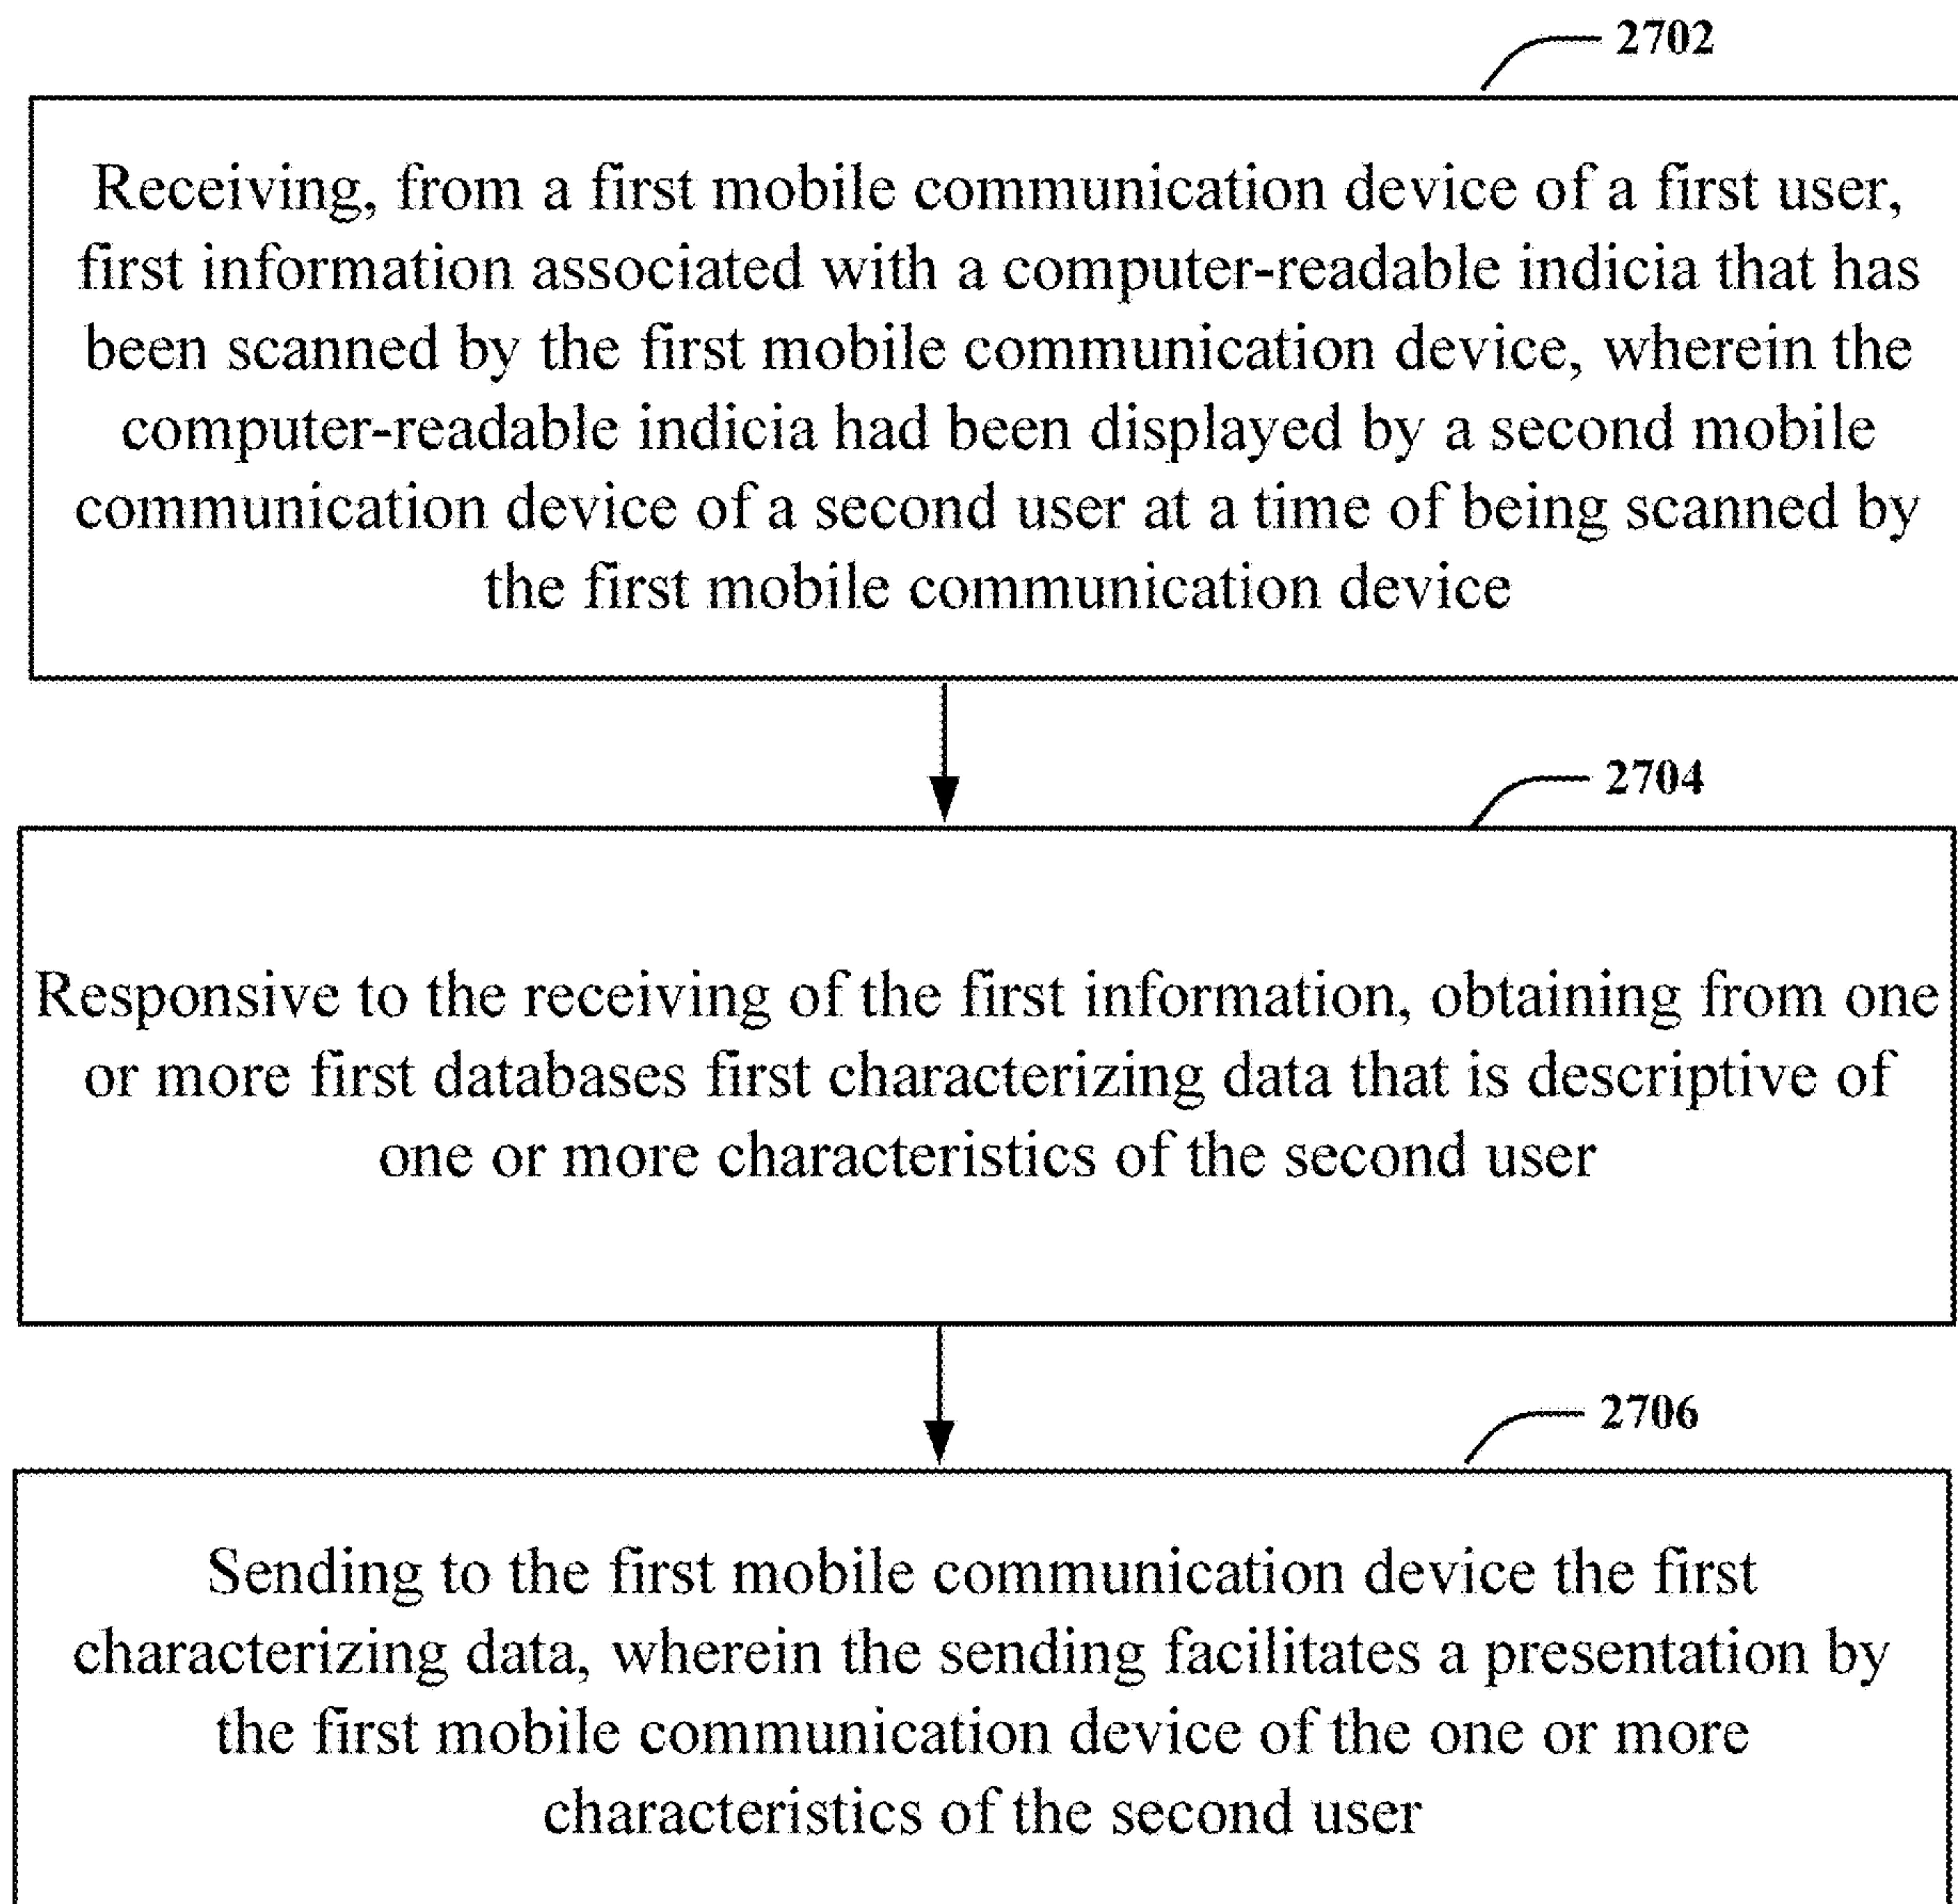 2702
Receiving, from a first mobile communication device of a first user,
first information associated with a computer-readable indicia that has
been scanned by the first mobile communication device, wherein the
computer-readable indicia had been displayed by a second mobile
communication device of a second user at a time of being scanned by
the first mobile communication device
2704
Responsive to the receiving of the first information, obtaining from one
or more first databases first characterizing data that is descriptive of
one or more characteristics of the second user
2706
Sending to the first mobile communication device the first
characterizing data, wherein the sending facilitates a presentation by
the first mobile communication device of the one or more
characteristics of the second user